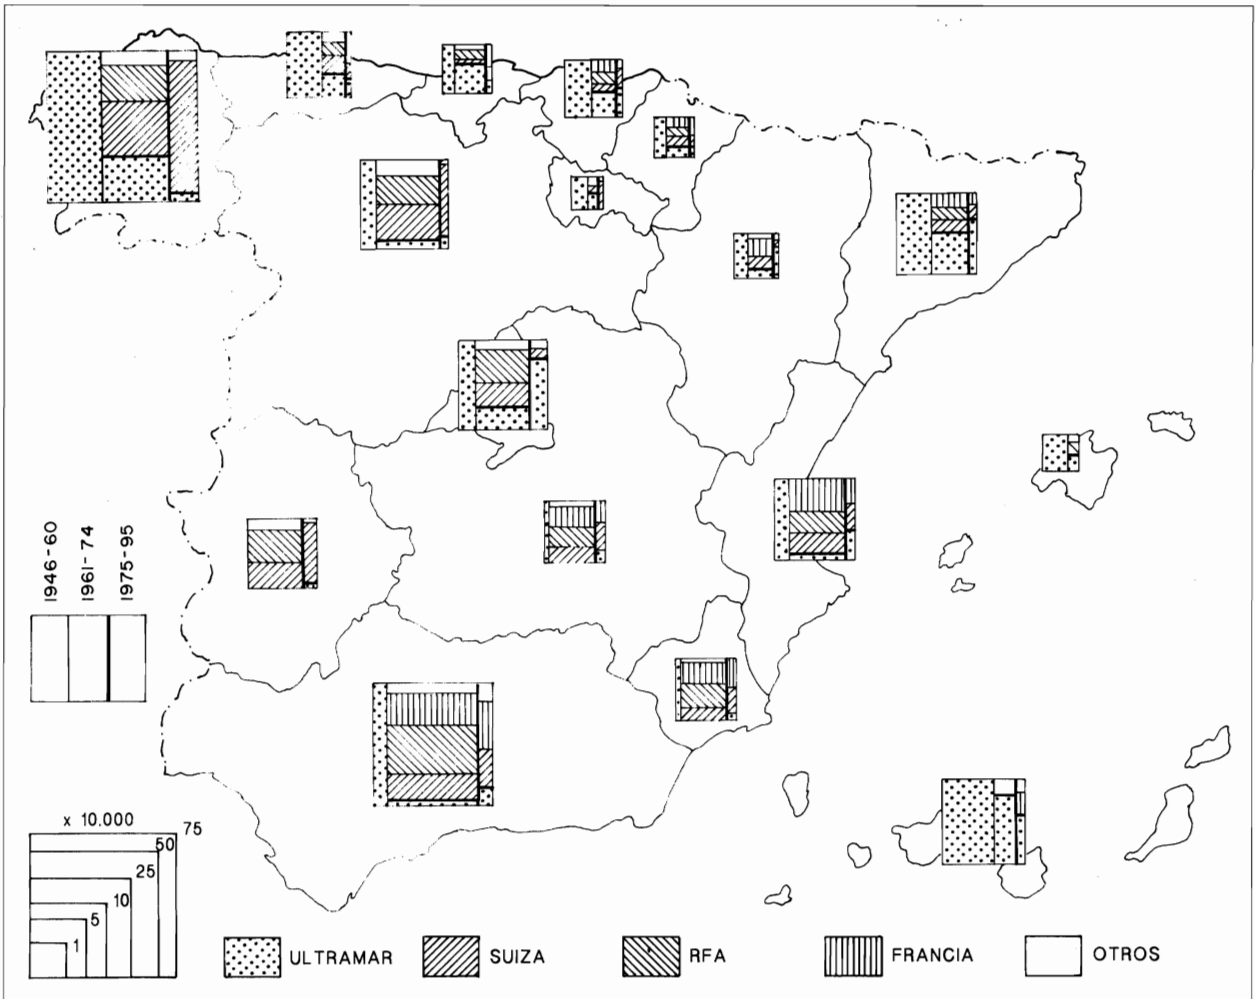 1946-60
1961-74
1975-95
x 10.000
75
50
25
10
5
1
ULTRAMAR
SUIZA
RFA
FRANCIA
OTROS